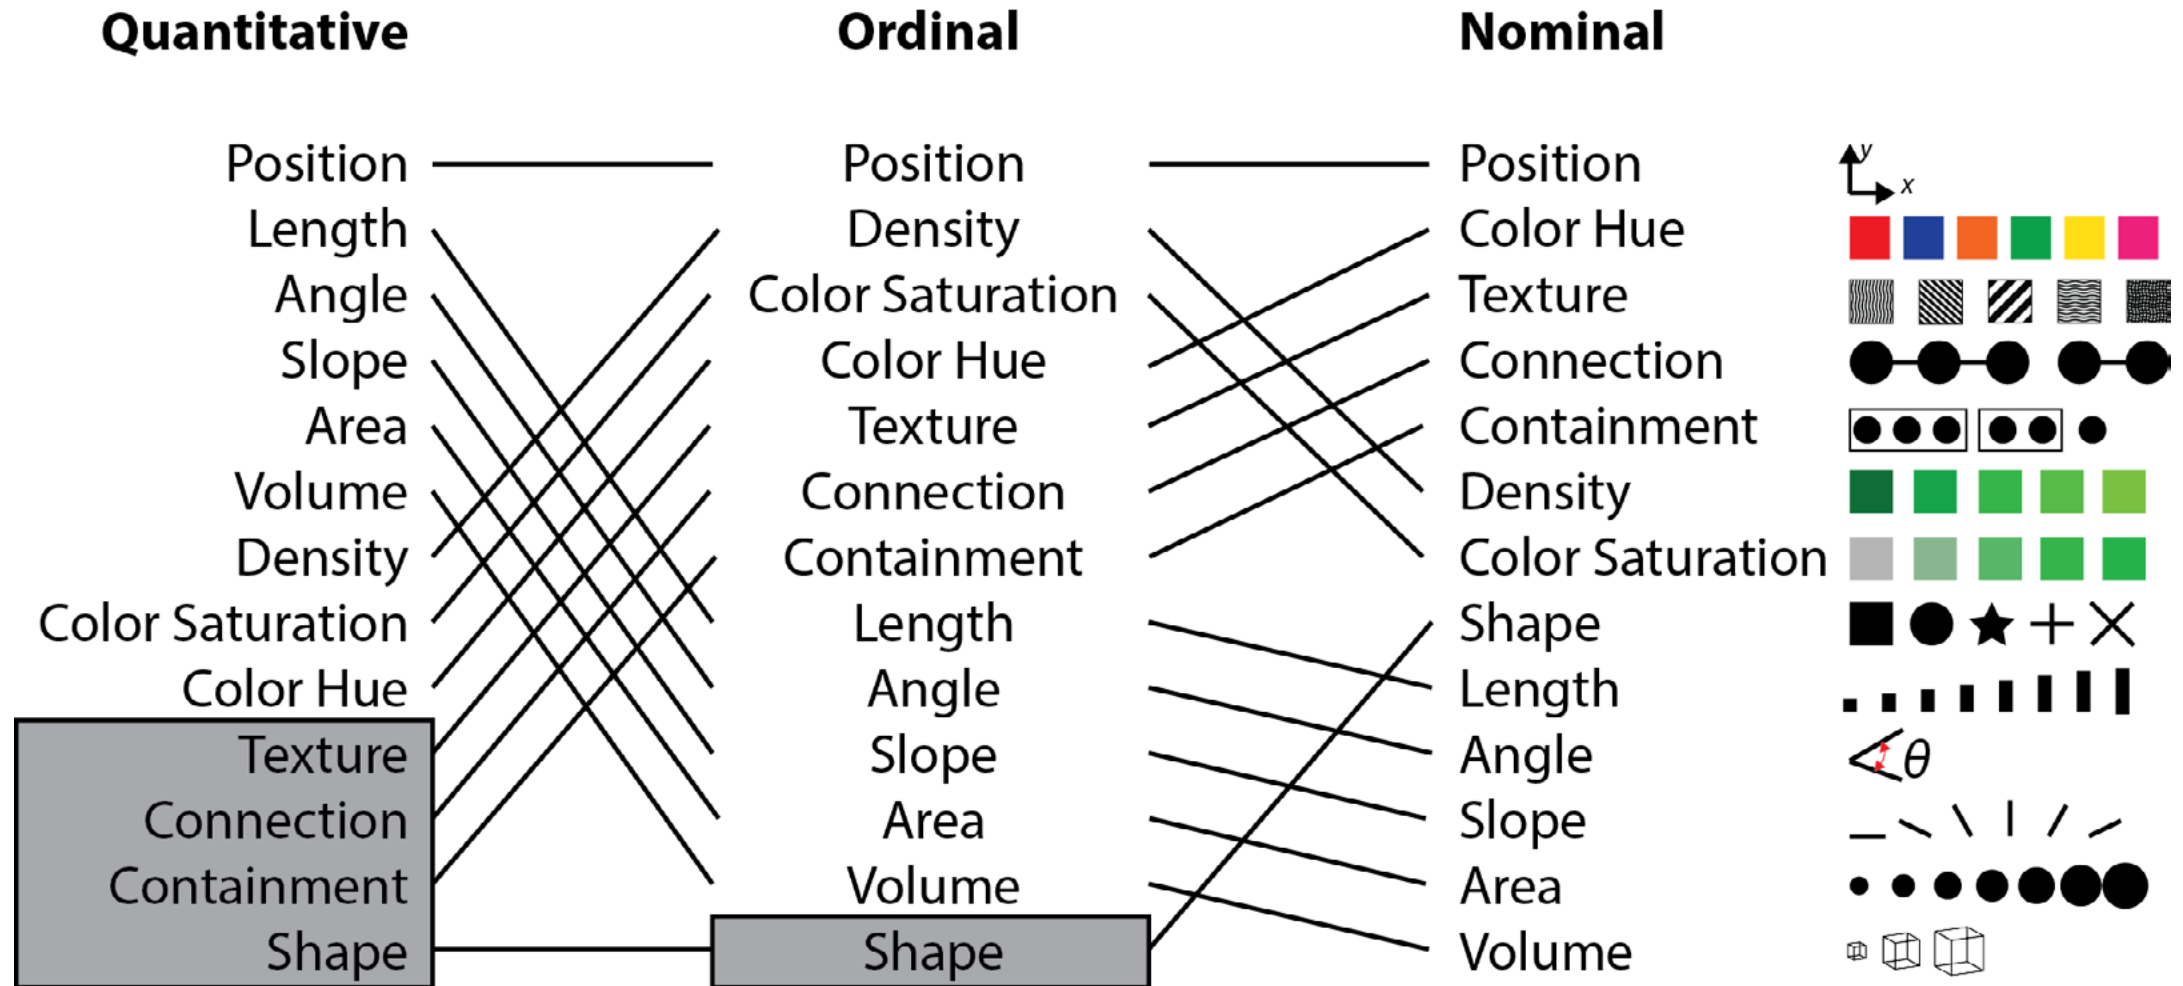 Quantitative Ordinal Nominal
Position Position Position y x
Length Density Color Hue
Angle Color Saturation Texture
Slope Color Hue Connection
Area Texture Containment
Volume Connection Density
Density Containment Color Saturation
Color Saturation Length Shape
Color Hue Angle Length
Texture Slope Angle θ
Connection Area Slope
Containment Volume Area
Shape Shape Volume